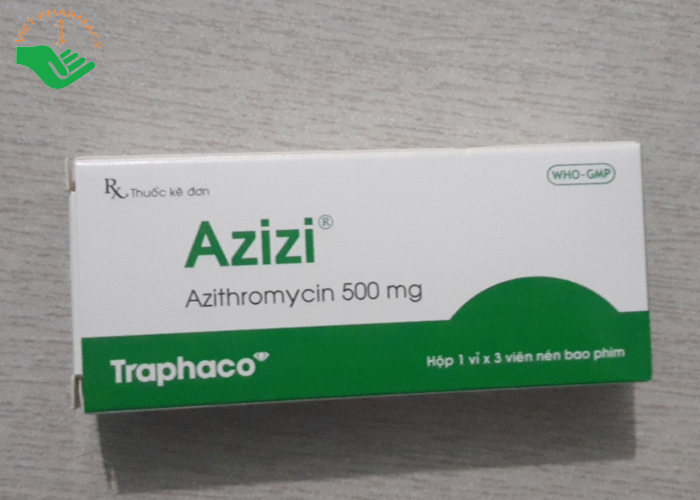 Rx Thuốc kê đơn
WHO-GMP
Azizi®
Azithromycin 500 mg
Traphaco
Hộp 1 vỉ x 3 viên nén bao phim